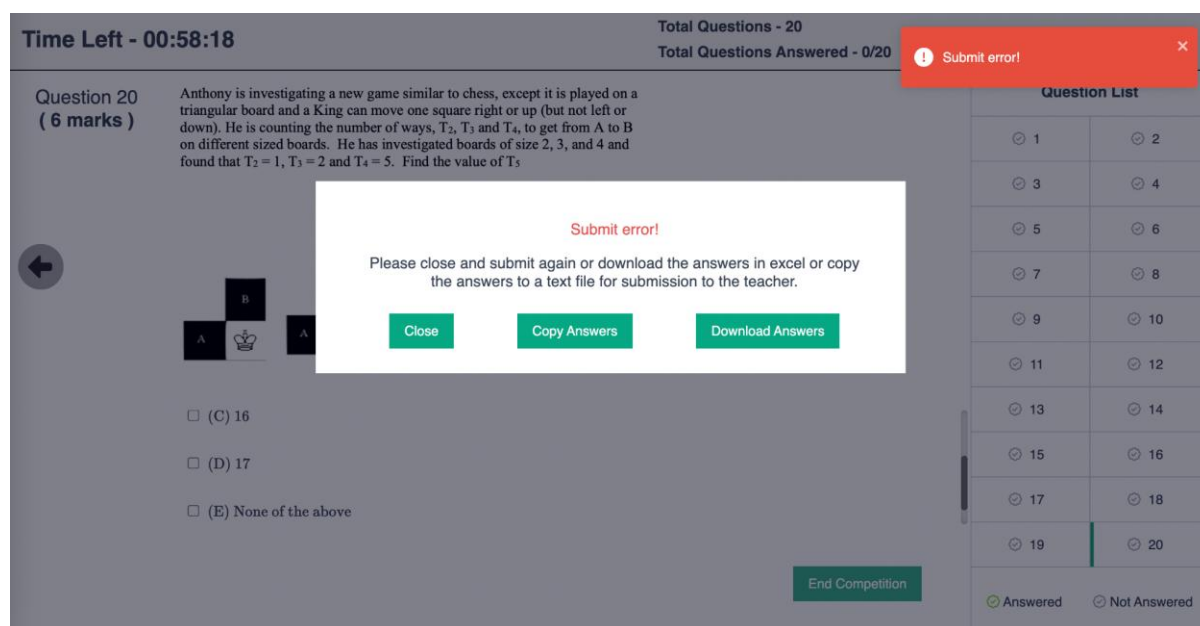 Time Left - 00:58:18
Total Questions - 20
Total Questions Answered - 0/20
Submit error!
Question 20
( 6 marks )
Anthony is investigating a new game similar to chess, except it is played on a
triangular board and a King can move one square right or up (but not left or
down). He is counting the number of ways, T₂, T₃ and T₄, to get from A to B
on different sized boards. He has investigated boards of size 2, 3, and 4 and
found that T₂ = 1, T₃ = 2 and T₄ = 5. Find the value of T₅
Submit error!
Please close and submit again or download the answers in excel or copy
the answers to a text file for submission to the teacher.
Close
Copy Answers
Download Answers
B
A
A
(C) 16
(D) 17
(E) None of the above
End Competition
Question List
1 2
3 4
5 6
7 8
9 10
11 12
13 14
15 16
17 18
19 20
Answered Not Answered